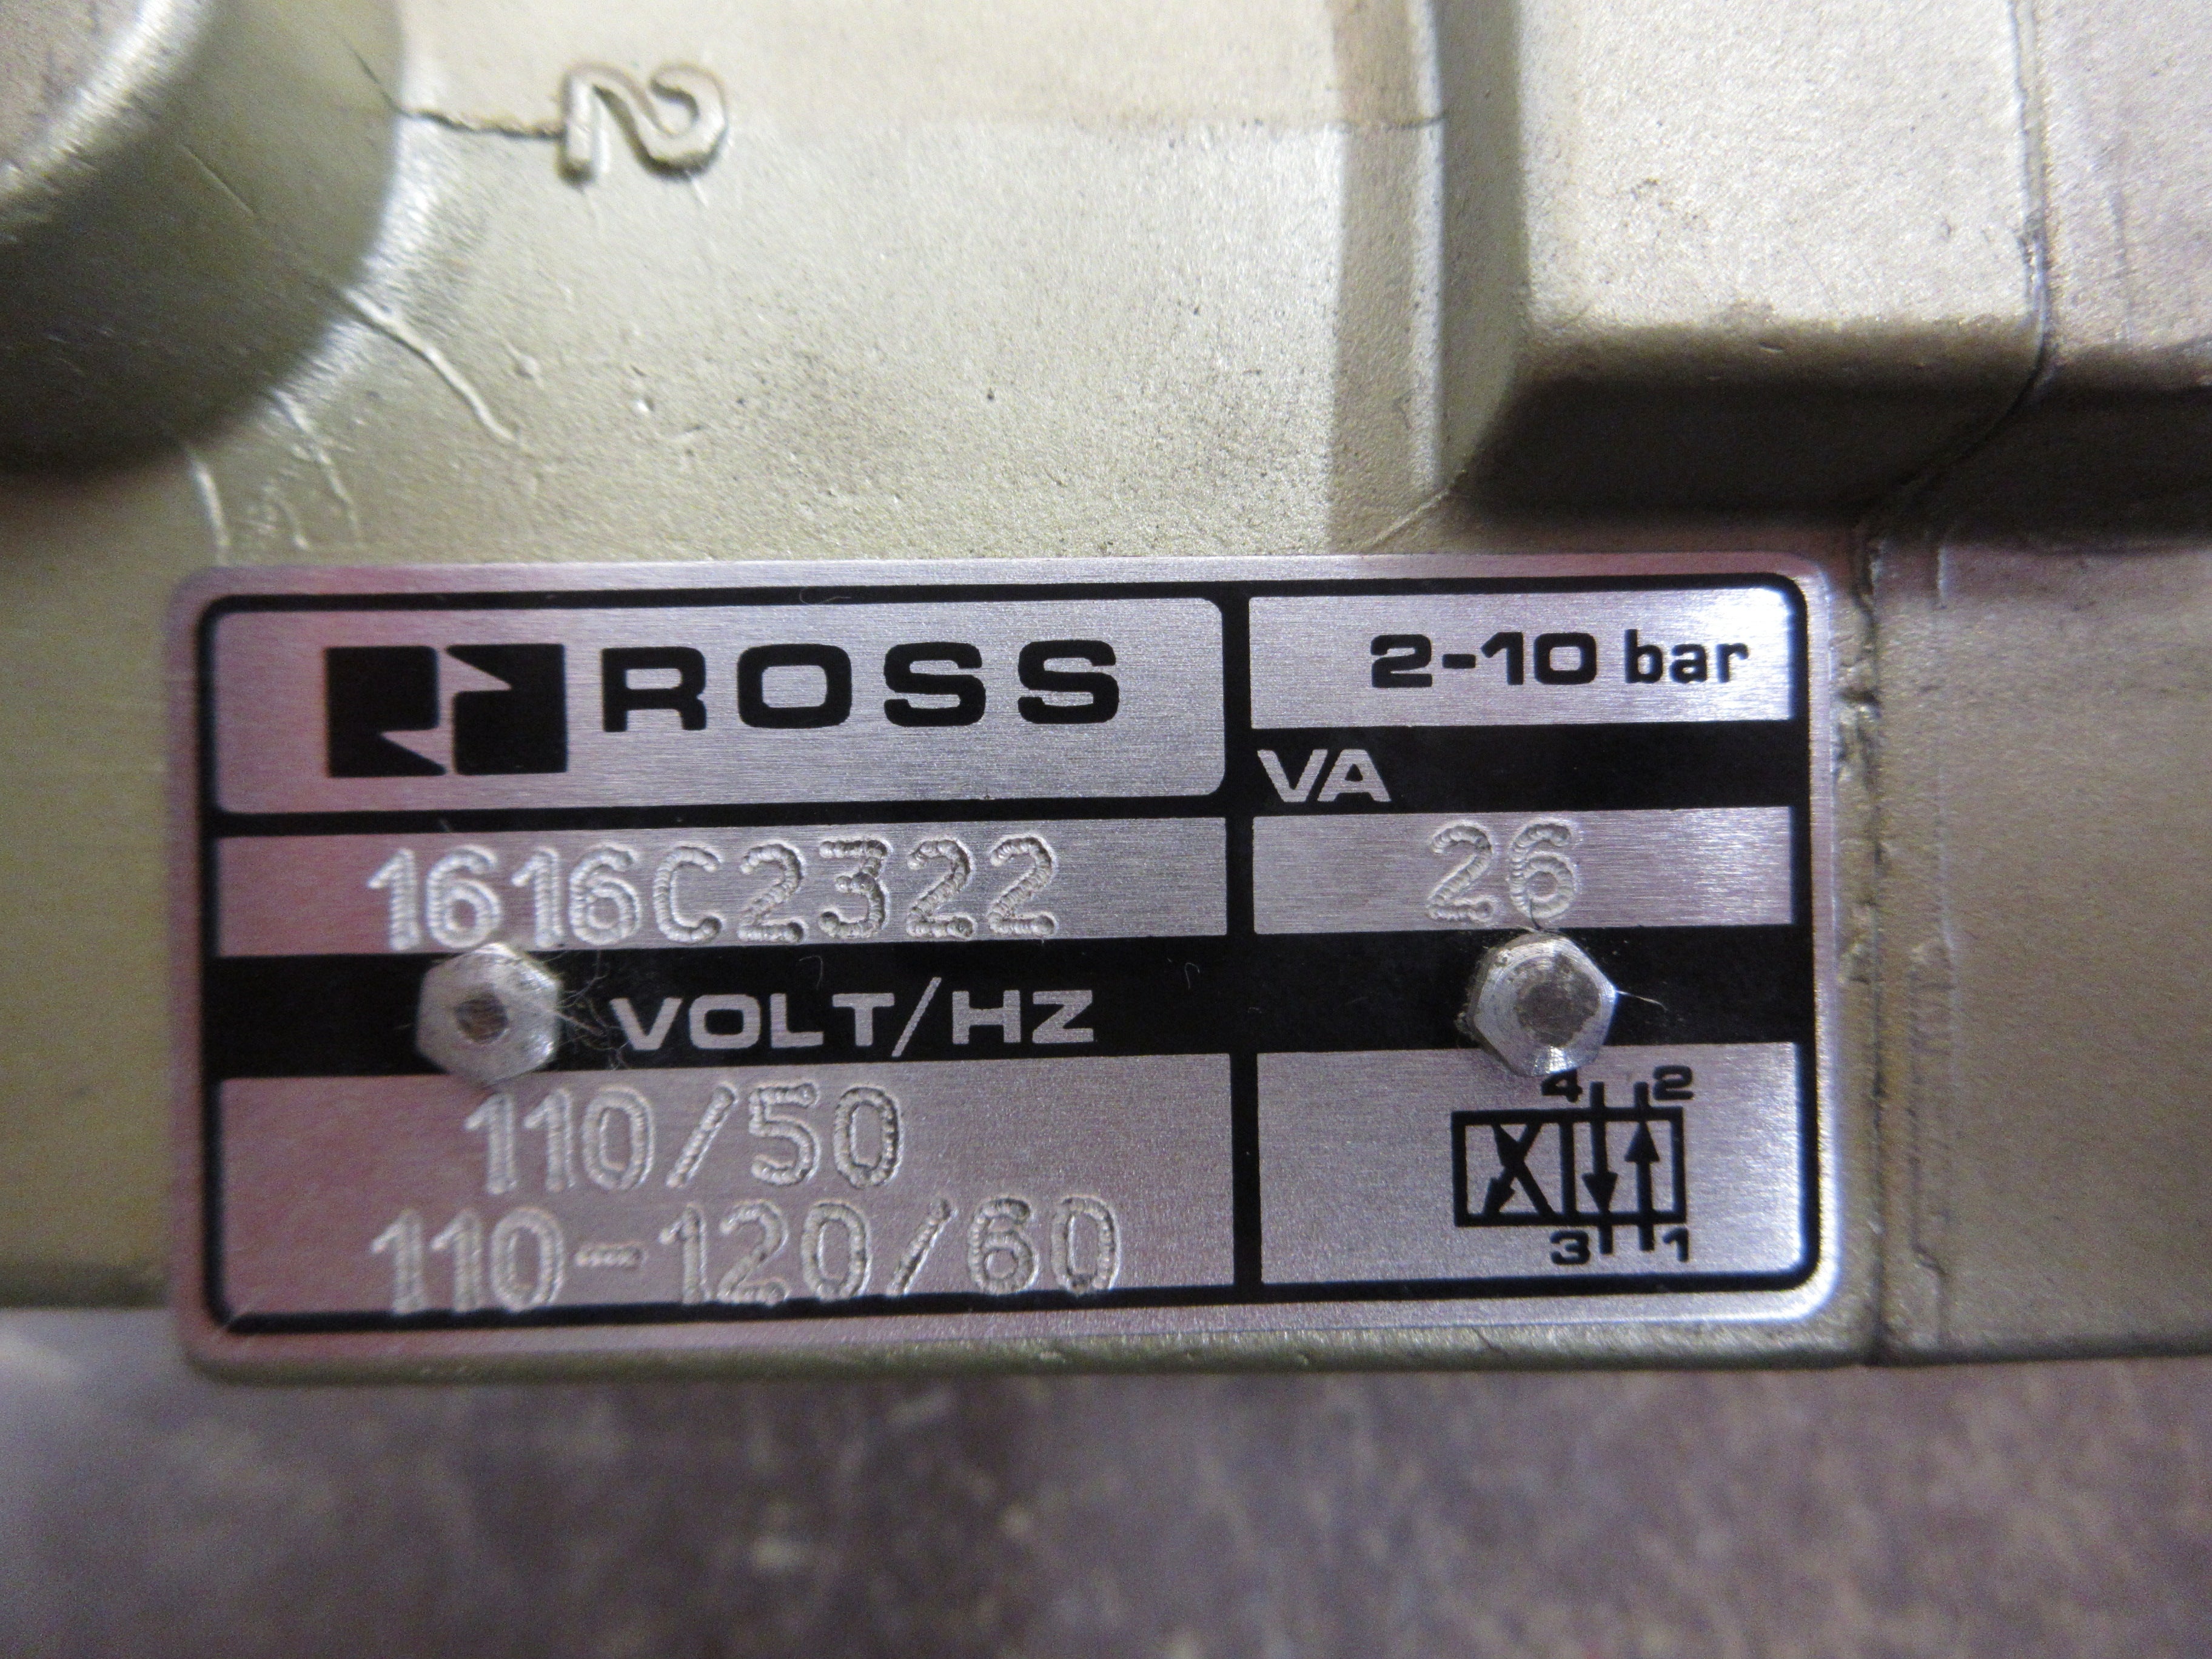 2
ROSS
2-10 bar
VA
1616C2322
26
VOLT/HZ
110/50
110-120/60
4 2
3 1